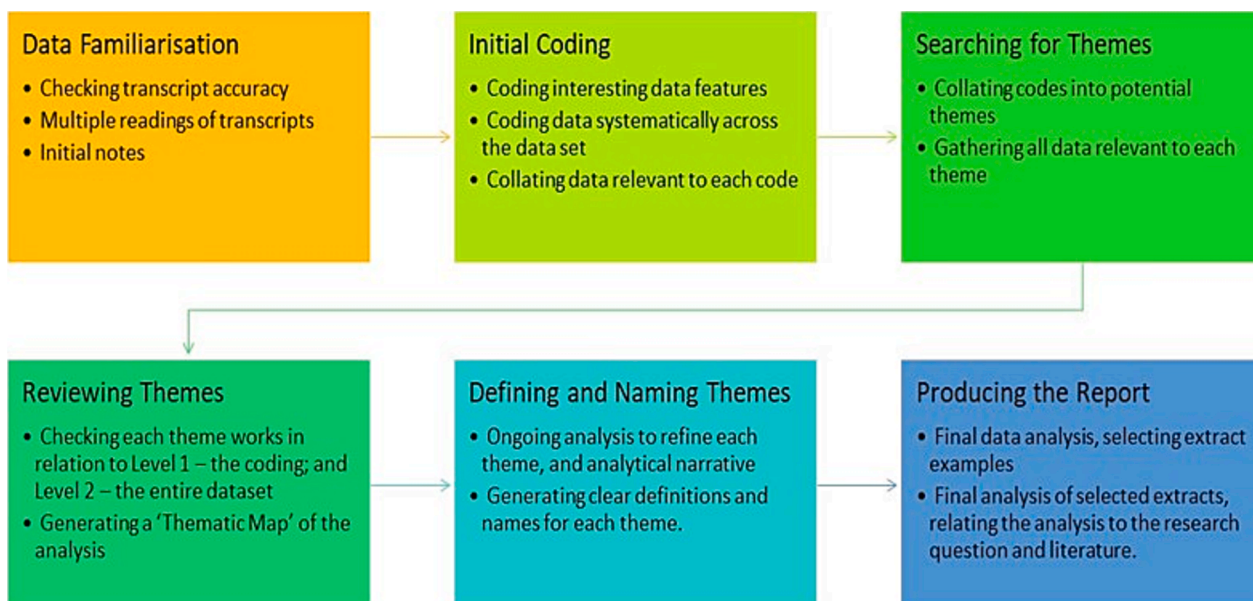 Data Familiarisation
• Checking transcript accuracy
• Multiple readings of transcripts
• Initial notes
Initial Coding
• Coding interesting data features
• Coding data systematically across
the data set
• Collating data relevant to each code
Searching for Themes
• Collating codes into potential
themes
• Gathering all data relevant to each
theme
Reviewing Themes
• Checking each theme works in
relation to Level 1 – the coding; and
Level 2 – the entire dataset
• Generating a ‘Thematic Map’ of the
analysis
Defining and Naming Themes
• Ongoing analysis to refine each
theme, and analytical narrative
• Generating clear definitions and
names for each theme.
Producing the Report
• Final data analysis, selecting extract
examples
• Final analysis of selected extracts,
relating the analysis to the research
question and literature.